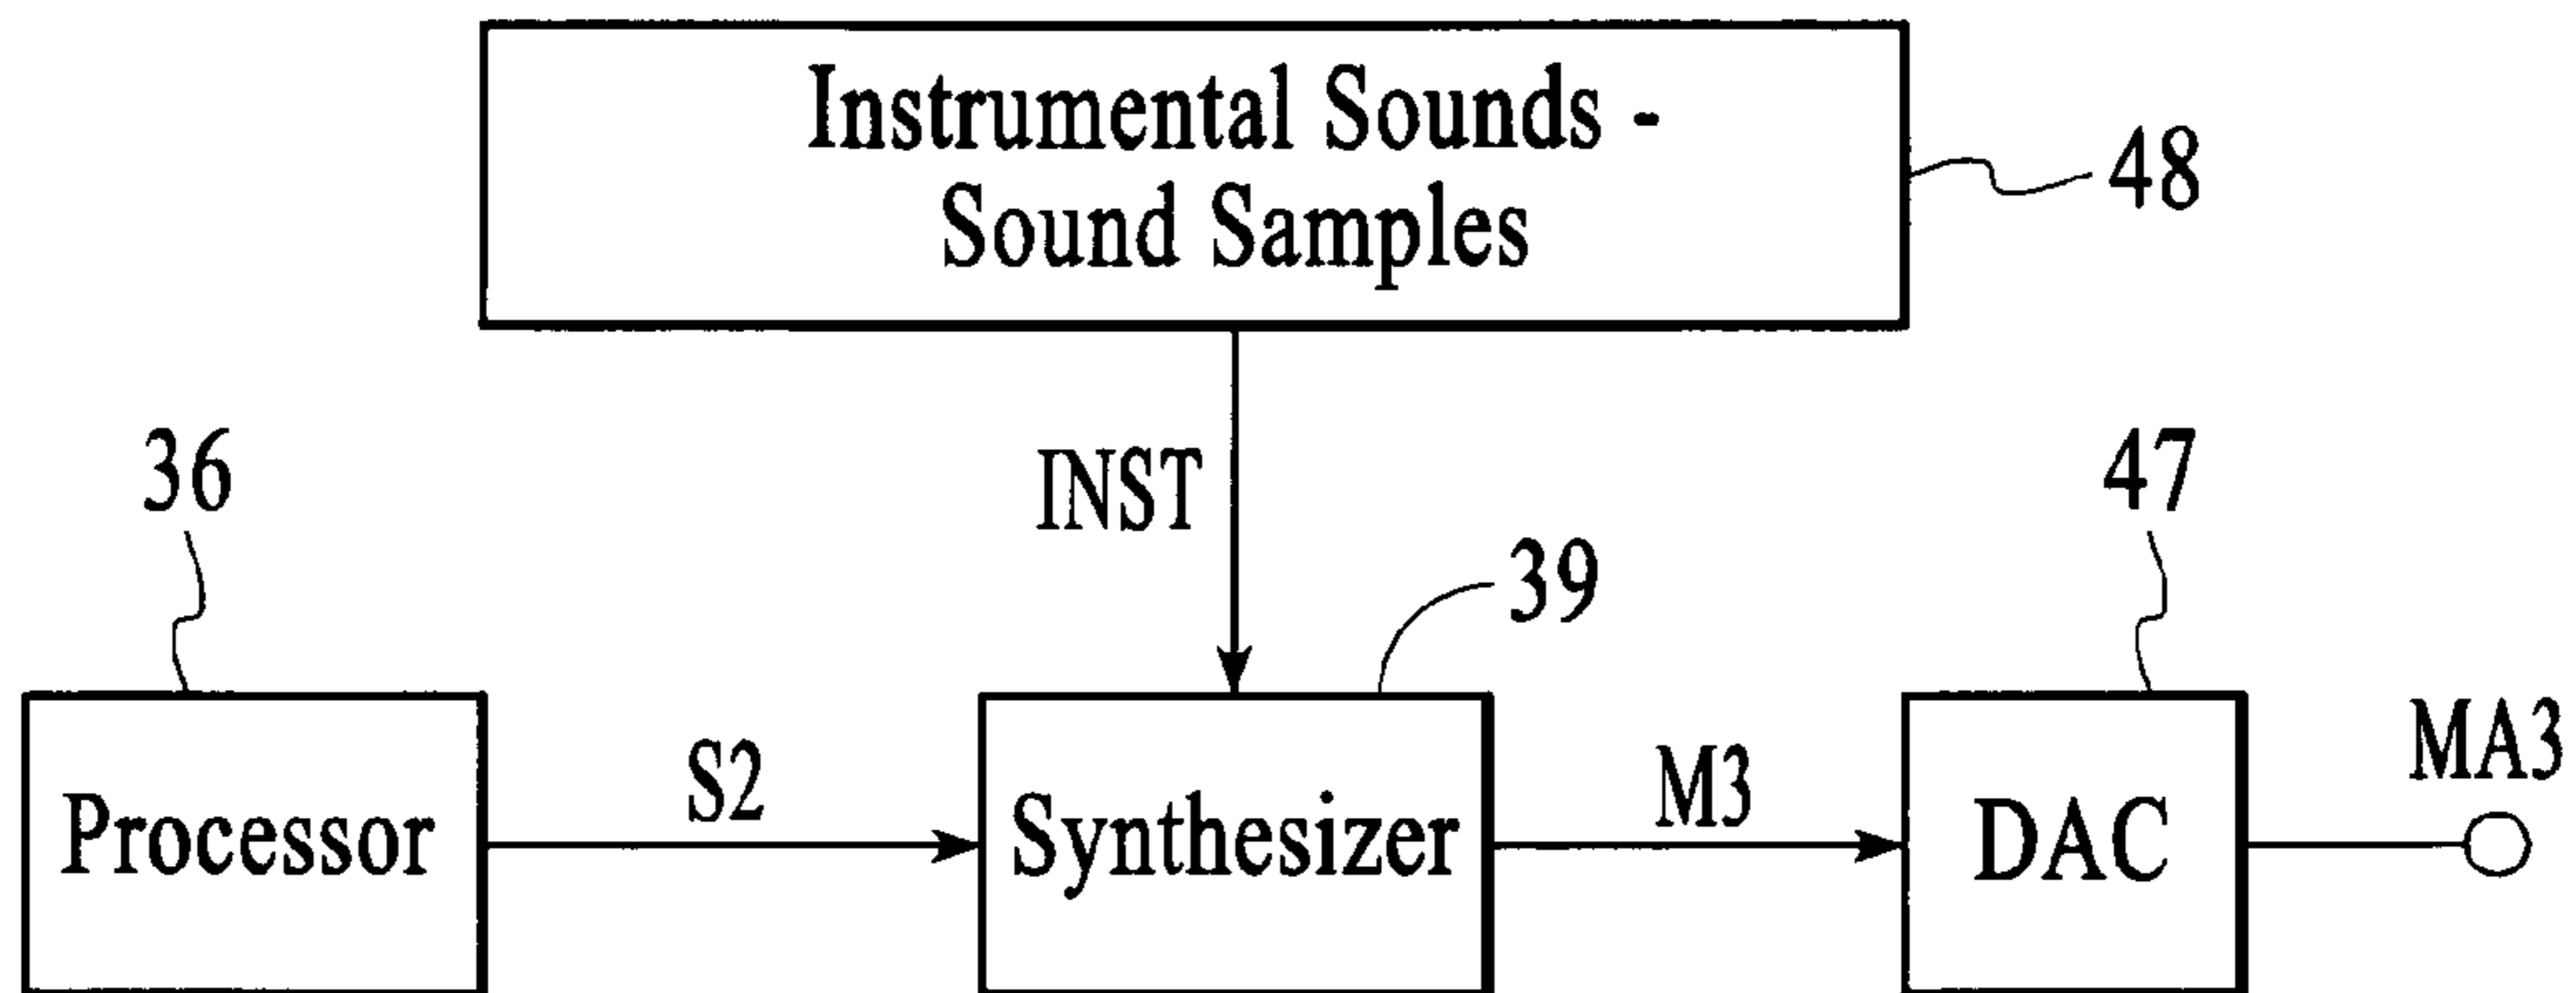 Instrumental Sounds -
Sound Samples
48
36
INST
47
39
MA3
S2
M3
Processor
Synthesizer
DAC